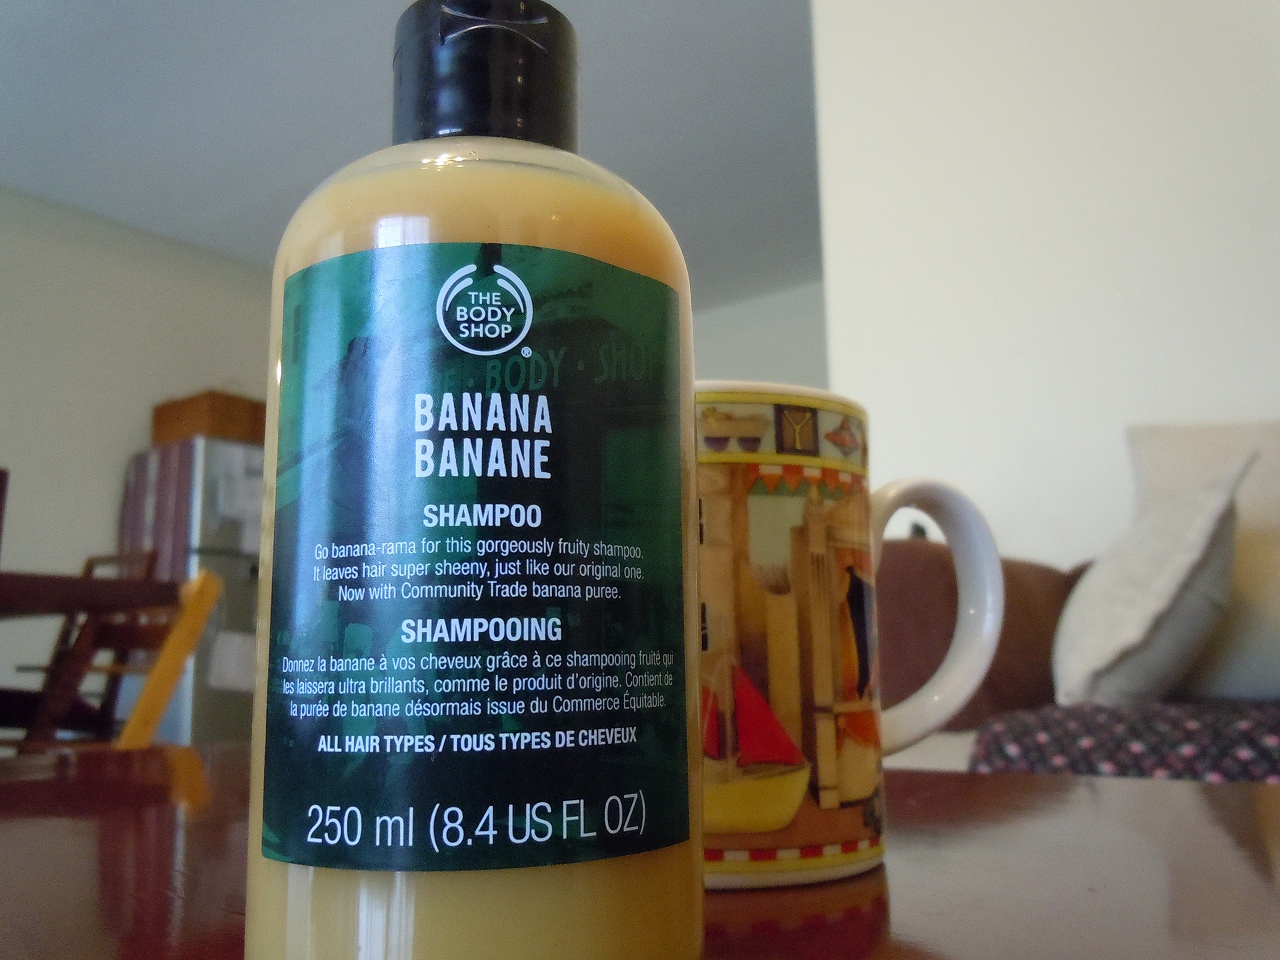 THE
BODY
SHOP
®
THE BODY · SHOP
BANANA
BANANE
SHAMPOO
Go banana-rama for this gorgeously fruity shampoo.
It leaves hair super sheeny, just like our original one.
Now with Community Trade banana puree.
SHAMPOOING
Donnez la banane à vos cheveux grâce à ce shampooing fruité qui
les laissera ultra brillants, comme le produit d'origine. Contient de
la purée de banane désormais issue du Commerce Équitable.
ALL HAIR TYPES / TOUS TYPES DE CHEVEUX
250 ml (8.4 US FL OZ)